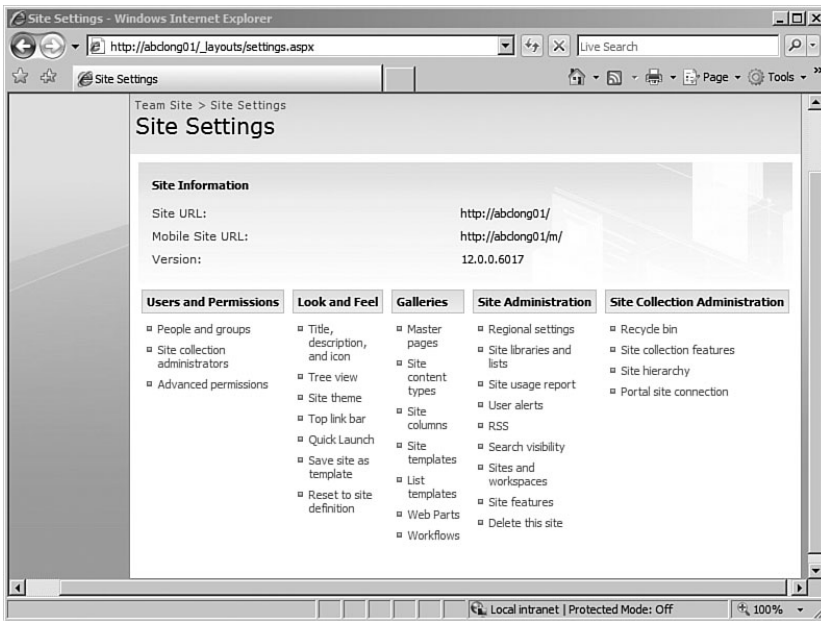 Site Settings - Windows Internet Explorer
http://abclong01/_layouts/settings.aspx
Live Search
Site Settings
Page
Tools
Team Site > Site Settings
Site Settings
Site Information
Site URL: http://abclong01/
Mobile Site URL: http://abclong01/m/
Version: 12.0.0.6017
Users and Permissions
People and groups
Site collection
administrators
Advanced permissions
Look and Feel
Title,
description,
and icon
Tree view
Site theme
Top link bar
Quick Launch
Save site as
template
Reset to site
definition
Galleries
Master
pages
Site
content
types
Site
columns
Site
templates
List
templates
Web Parts
Workflows
Site Administration
Regional settings
Site libraries and
lists
Site usage report
User alerts
RSS
Search visibility
Sites and
workspaces
Site features
Delete this site
Site Collection Administration
Recycle bin
Site collection features
Site hierarchy
Portal site connection
Local intranet | Protected Mode: Off
100%